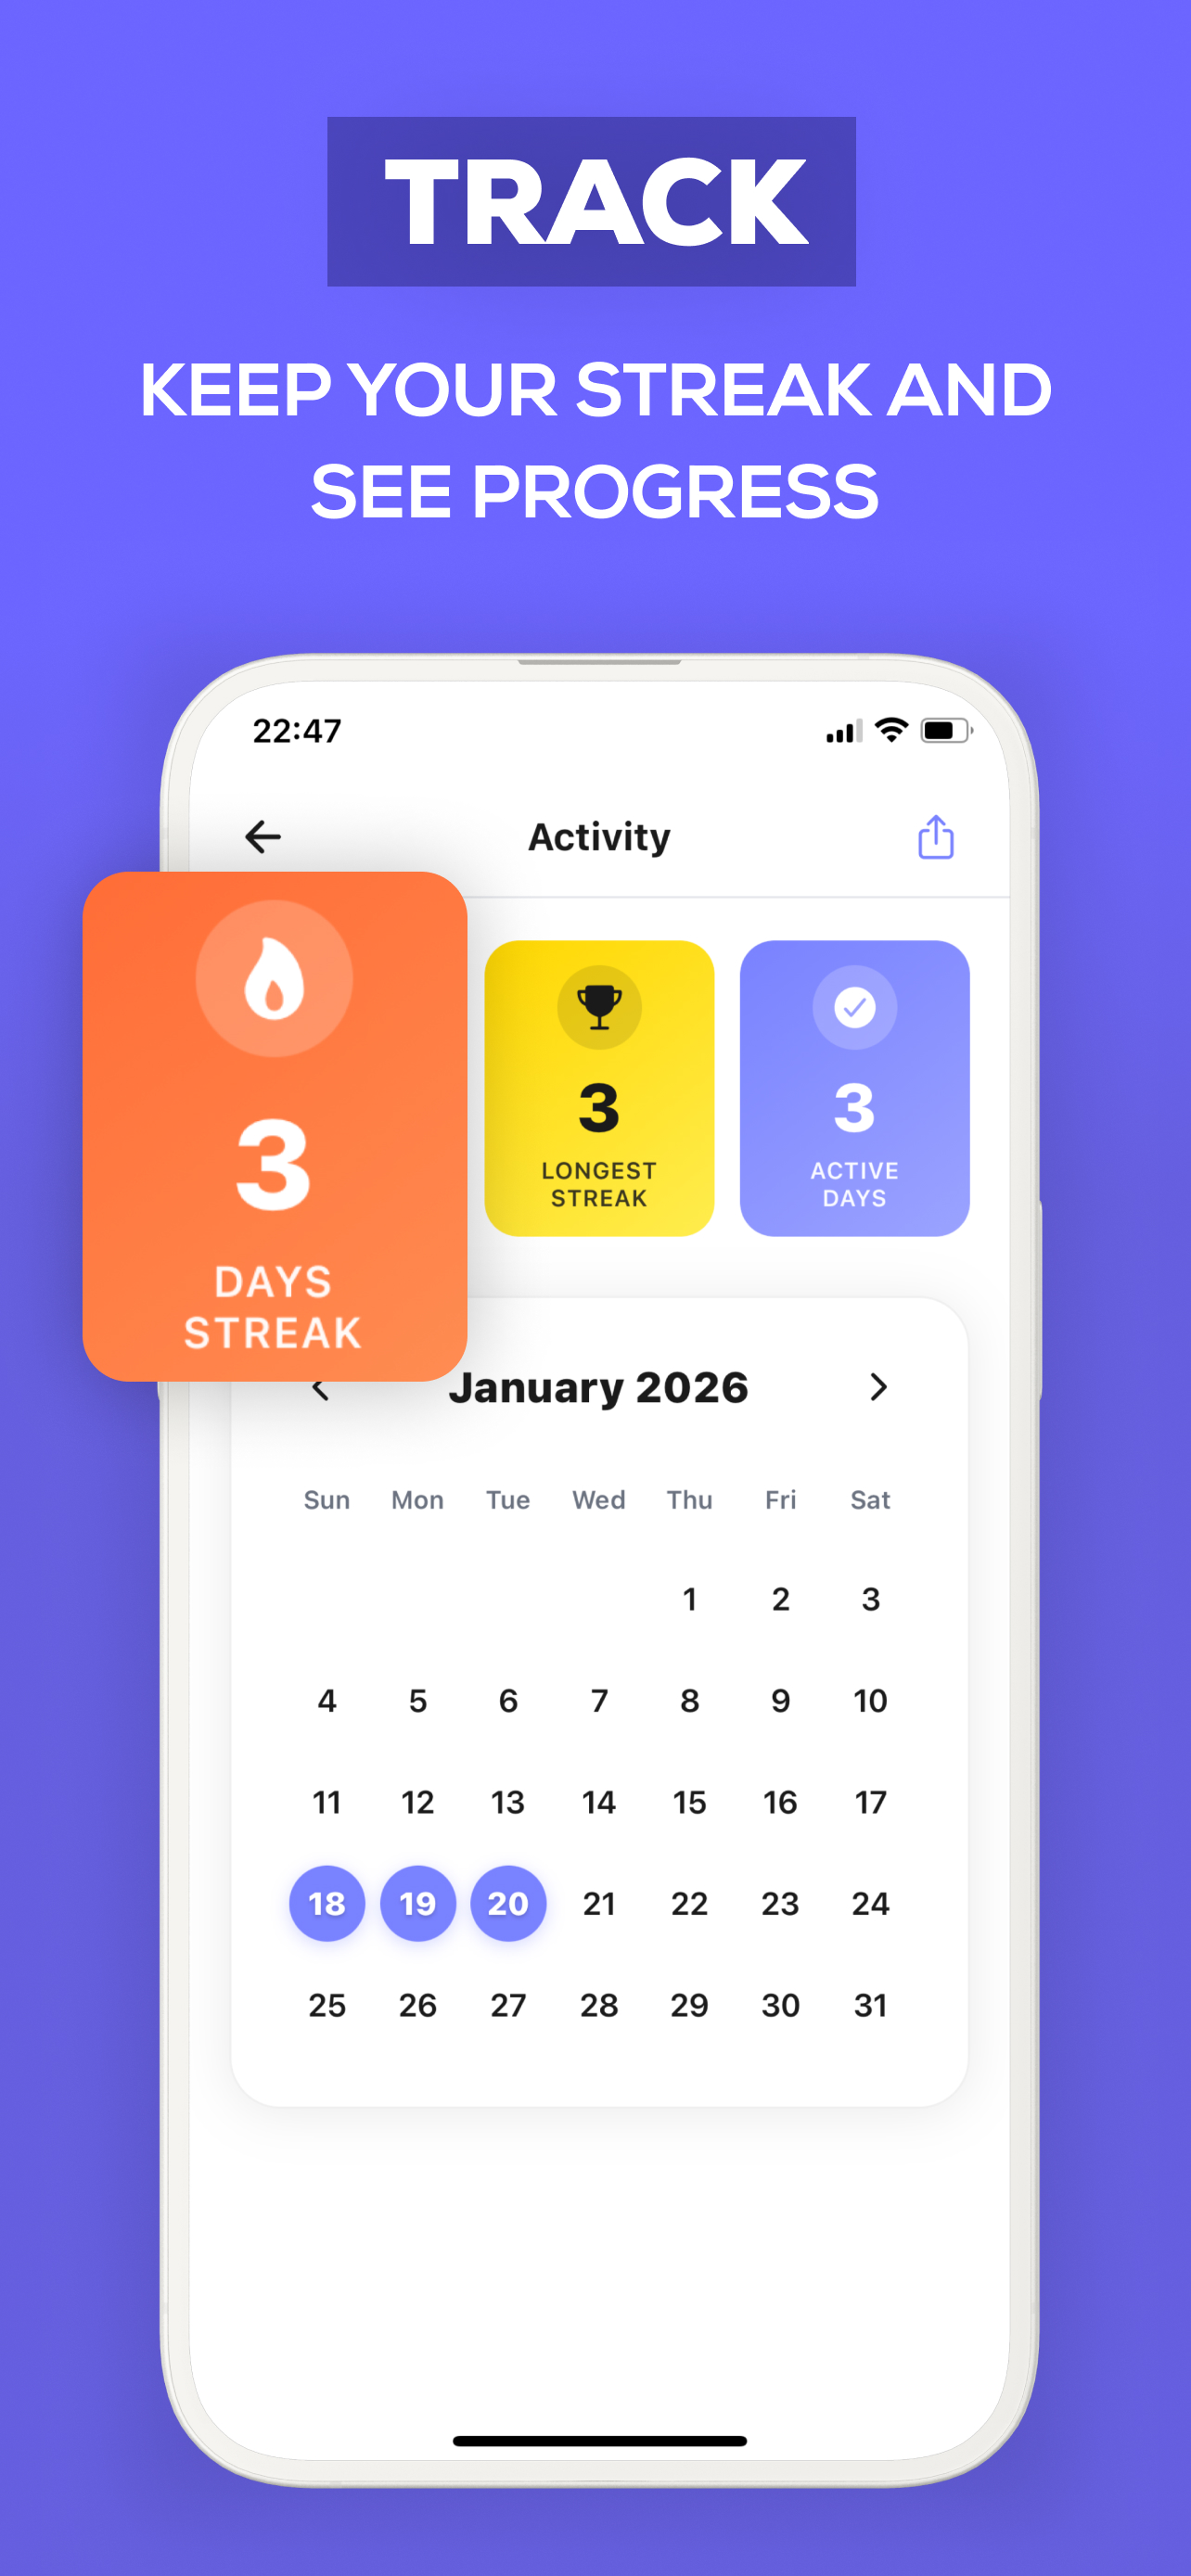 TRACK
KEEP YOUR STREAK AND
SEE PROGRESS
22:47
Activity
3
DAYS
STREAK
3
LONGEST
STREAK
3
ACTIVE
DAYS
January 2026
Sun Mon Tue Wed Thu Fri Sat
1 2 3
4 5 6 7 8 9 10
11 12 13 14 15 16 17
18 19 20 21 22 23 24
25 26 27 28 29 30 31